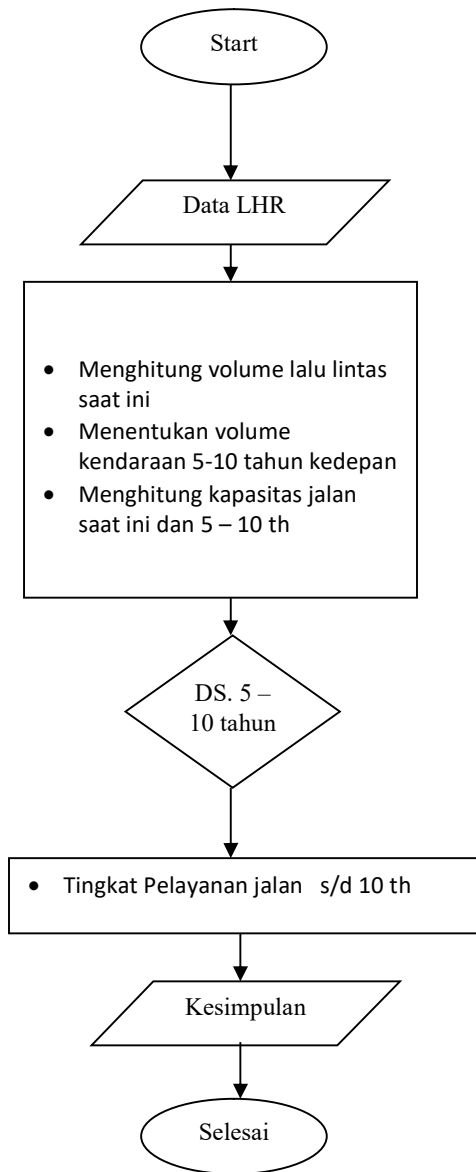 Start
Data LHR
• Menghitung volume lalu lintas
saat ini
• Menentukan volume
kendaraan 5-10 tahun kedepan
• Menghitung kapasitas jalan
saat ini dan 5 – 10 th
DS. 5 –
10 tahun
• Tingkat Pelayanan jalan s/d 10 th
Kesimpulan
Selesai